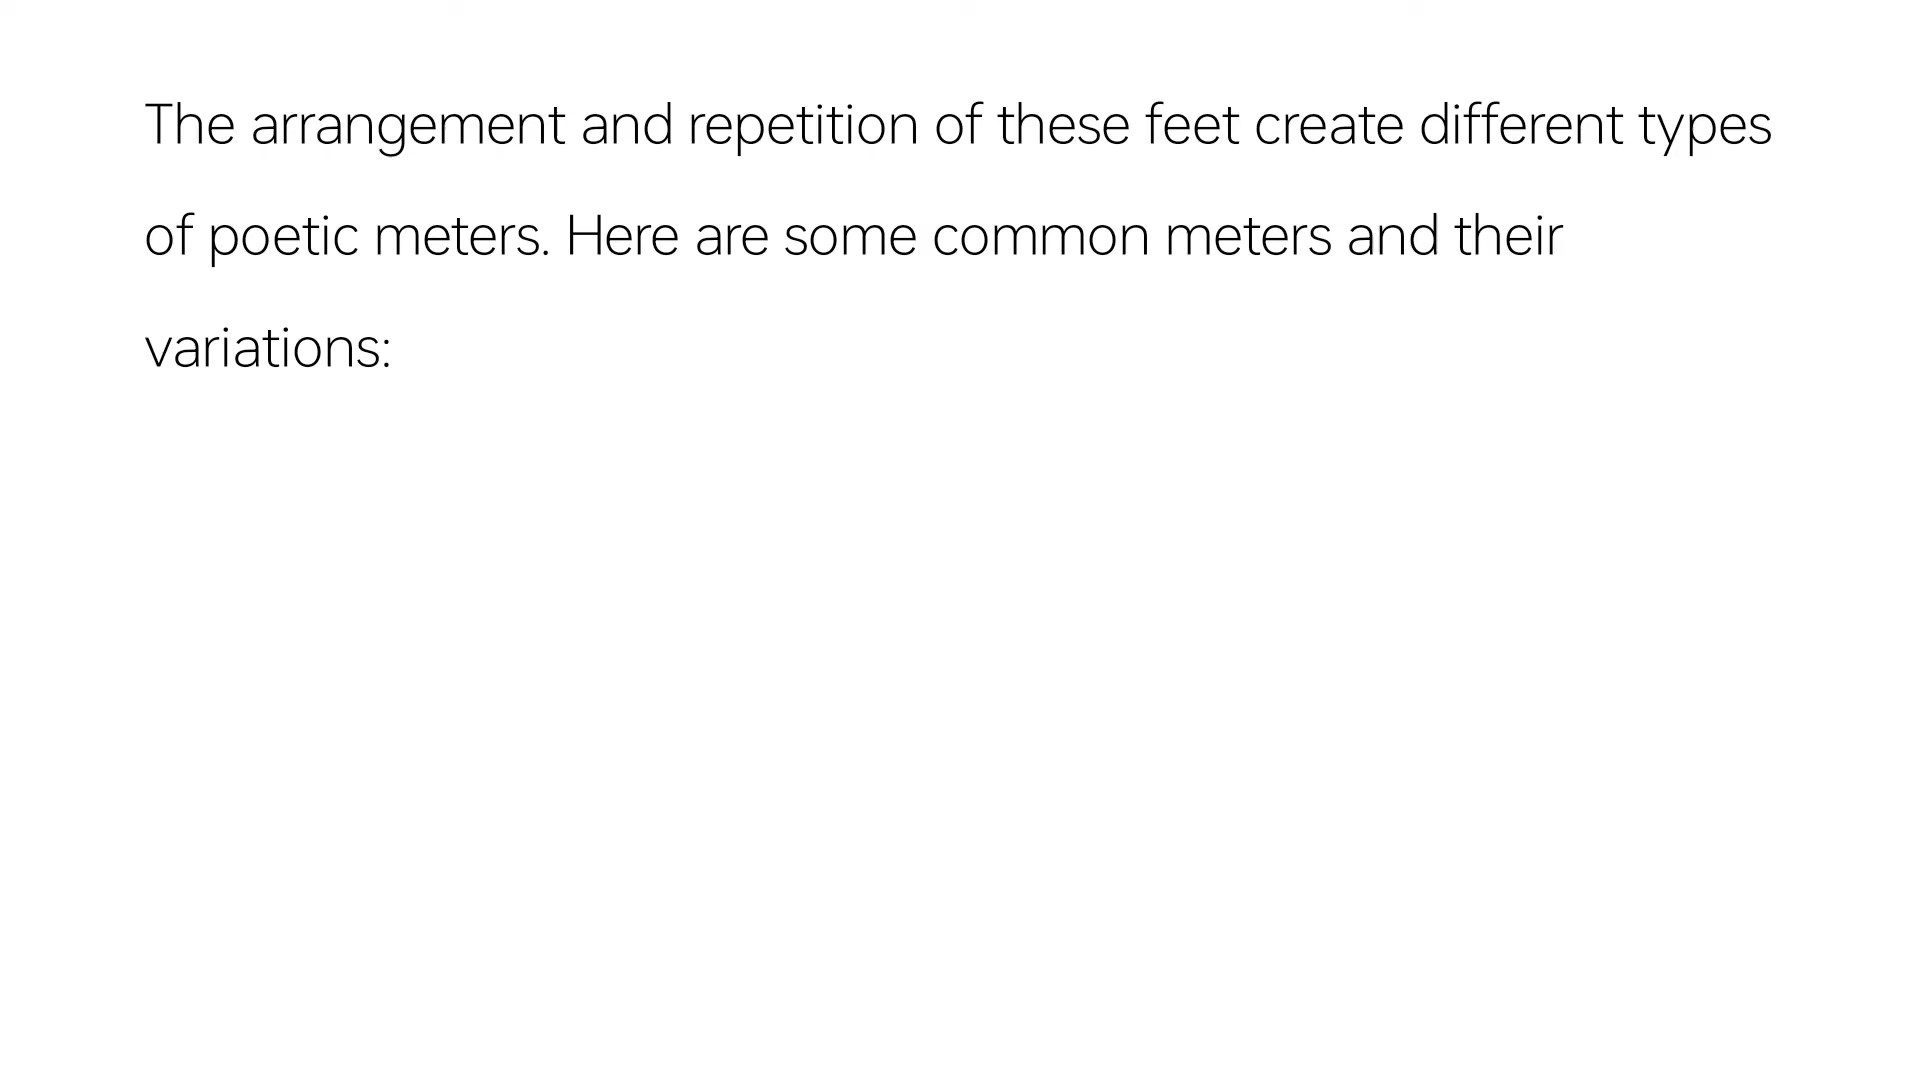 The arrangement and repetition of these feet create different types
of poetic meters. Here are some common meters and their
variations: